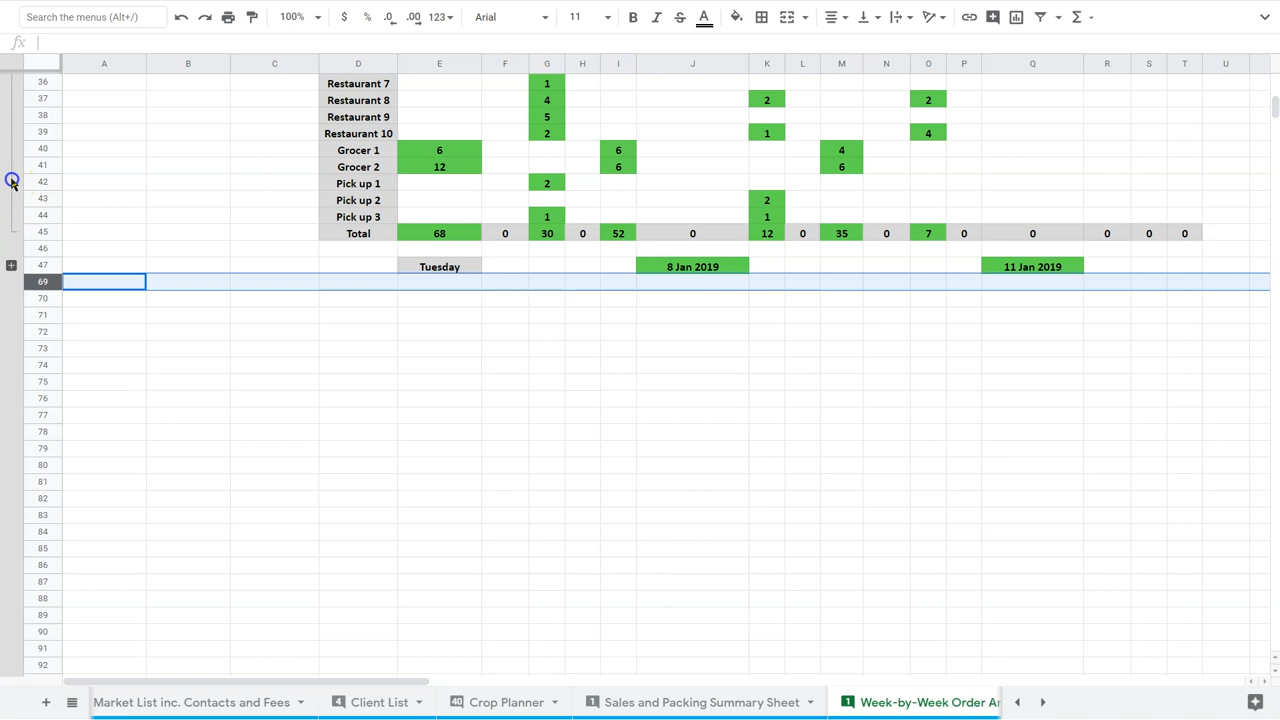 Search the menus (Alt+/) 100% $ % .0 .00 123 Arial 11 B I S A Σ
fx
A B C D E F G H I J K L M N O P Q R S T U
36 Restaurant 7 1
37 Restaurant 8 4 2 2
38 Restaurant 9 5
39 Restaurant 10 2 1 4
40 Grocer 1 6 6 4
41 Grocer 2 12 6 6
42 Pick up 1 2
43 Pick up 2 2
44 Pick up 3 1 1
45 Total 68 0 30 0 52 0 12 0 35 0 7 0 0 0 0 0
46
47 Tuesday 8 Jan 2019 11 Jan 2019
69
70
71
72
73
74
75
76
77
78
79
80
81
82
83
84
85
86
87
88
89
90
91
92
Market List inc. Contacts and Fees 4 Client List 40 Crop Planner 1 Sales and Packing Summary Sheet 1 Week-by-Week Order Ar